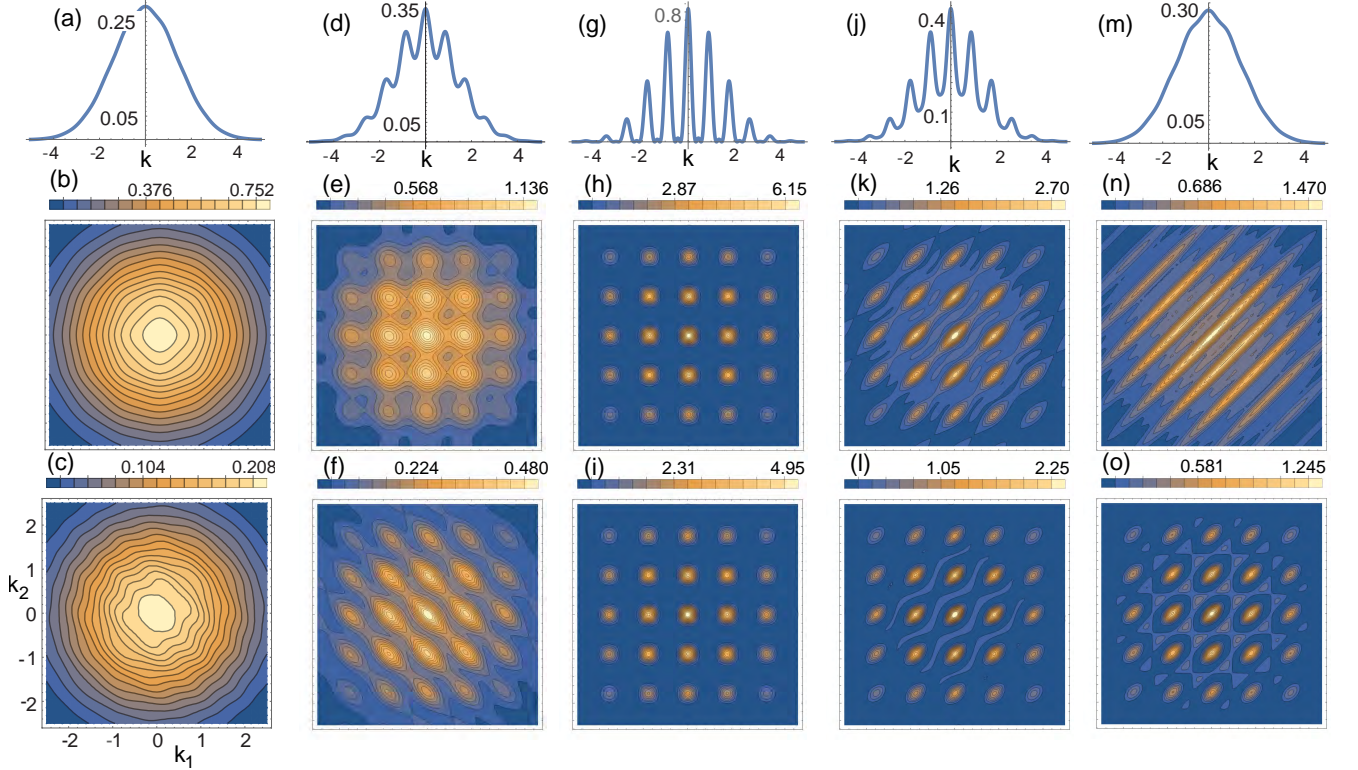 (a) (d) (g) (j) (m)
0.25 0.35 0.8 0.4 0.30
0.05 0.05 0.1 0.05
-4 -2 2 4 -4 -2 2 4 -4 -2 2 4 -4 -2 2 4 -4 -2 2 4
k k k k k
(b) (e) (h) (k) (n)
0.376 0.752 0.568 1.136 2.87 6.15 1.26 2.70 0.686 1.470
(c) (f) (i) (l) (o)
0.104 0.208 0.224 0.480 2.31 4.95 1.05 2.25 0.581 1.245
2
1
k2
0
-1
-2
-2 -1 0 1 2
k1